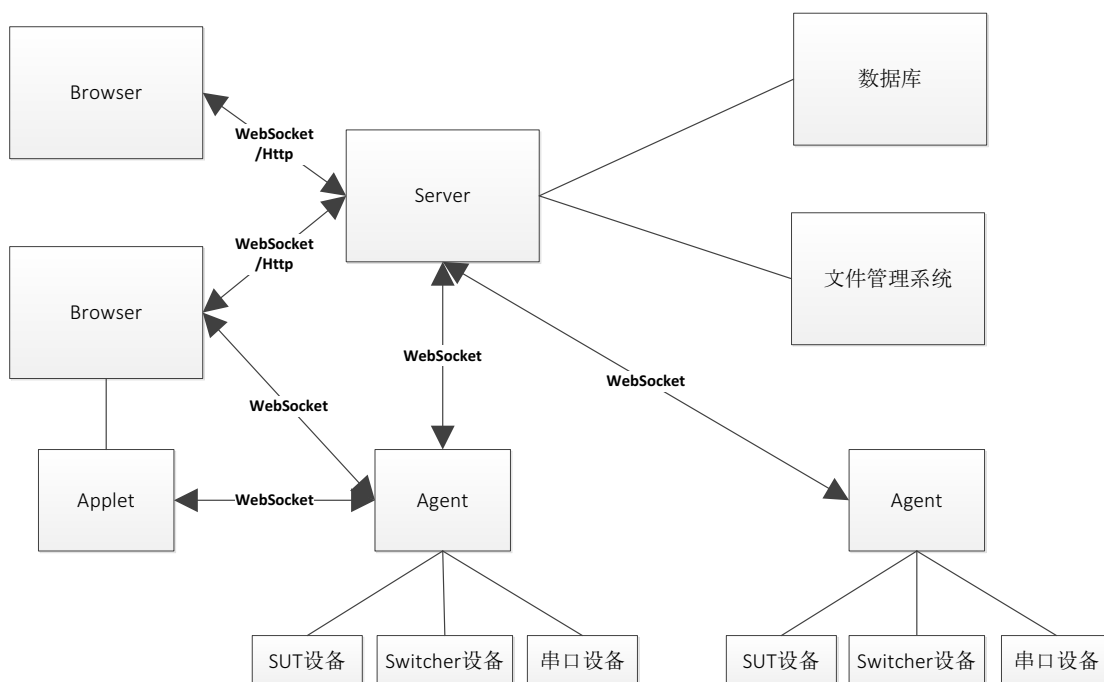 Browser
数据库
WebSocket
/Http
Server
WebSocket
/Http
文件管理系统
Browser
WebSocket
WebSocket
WebSocket
Applet
WebSocket
Agent
Agent
SUT设备
Switcher设备
串口设备
SUT设备
Switcher设备
串口设备